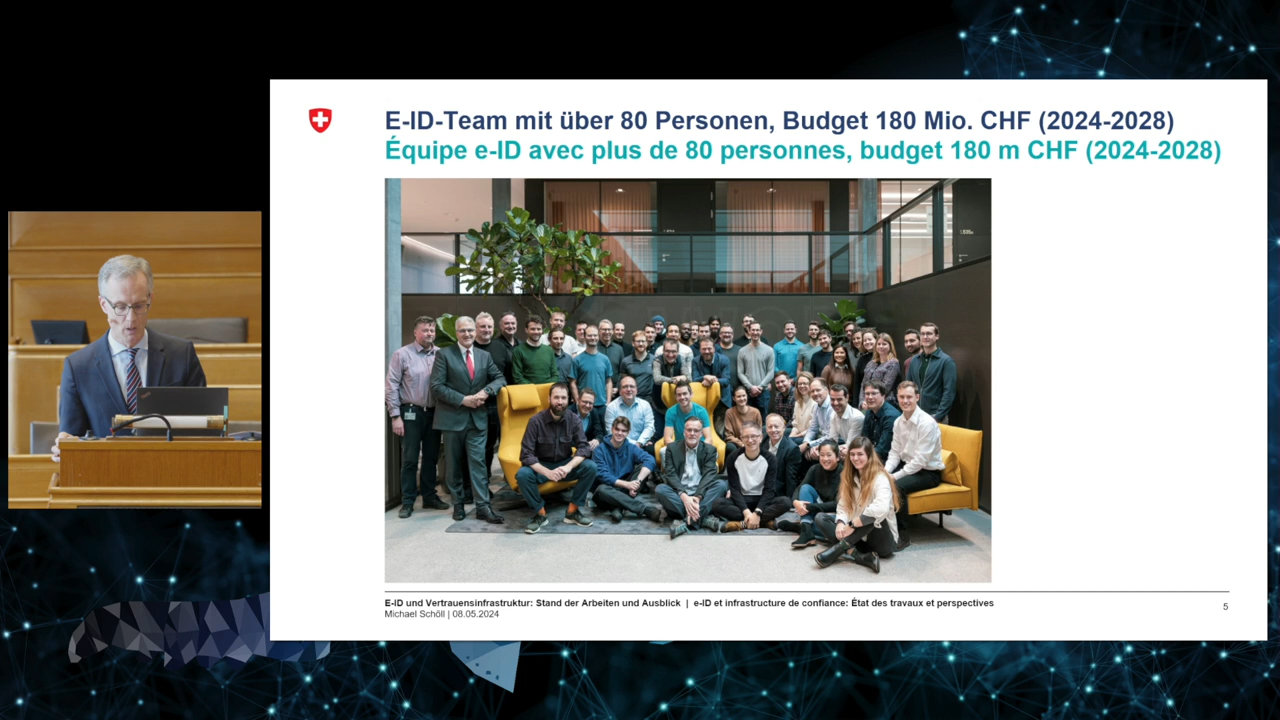 E-ID-Team mit über 80 Personen, Budget 180 Mio. CHF (2024-2028)
Équipe e-ID avec plus de 80 personnes, budget 180 m CHF (2024-2028)
E-ID und Vertrauensinfrastruktur: Stand der Arbeiten und Ausblick | e-ID et infrastructure de confiance: État des travaux et perspectives
Michael Schöll | 08.05.2024
5